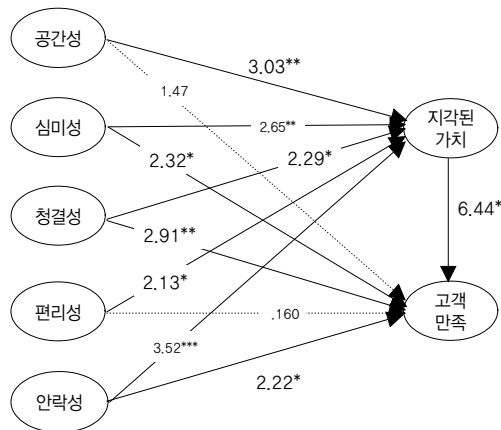 공간성
3.03**
1.47
심미성
2.65**
지각된
가치
2.32*
2.29*
청결성
2.91**
6.44*
2.13*
편리성
.160
고객
만족
3.52***
안락성
2.22*